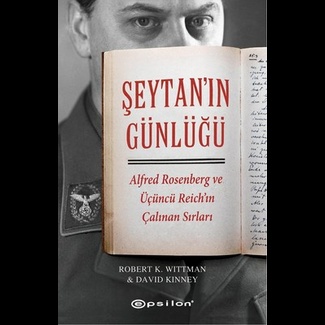 ŞEYTAN'IN
GÜNLÜĞÜ
Alfred Rosenberg ve
Üçüncü Reich'ın
Çalınan Sırları
ROBERT K. WITTMAN
& DAVID KINNEY
epsilon